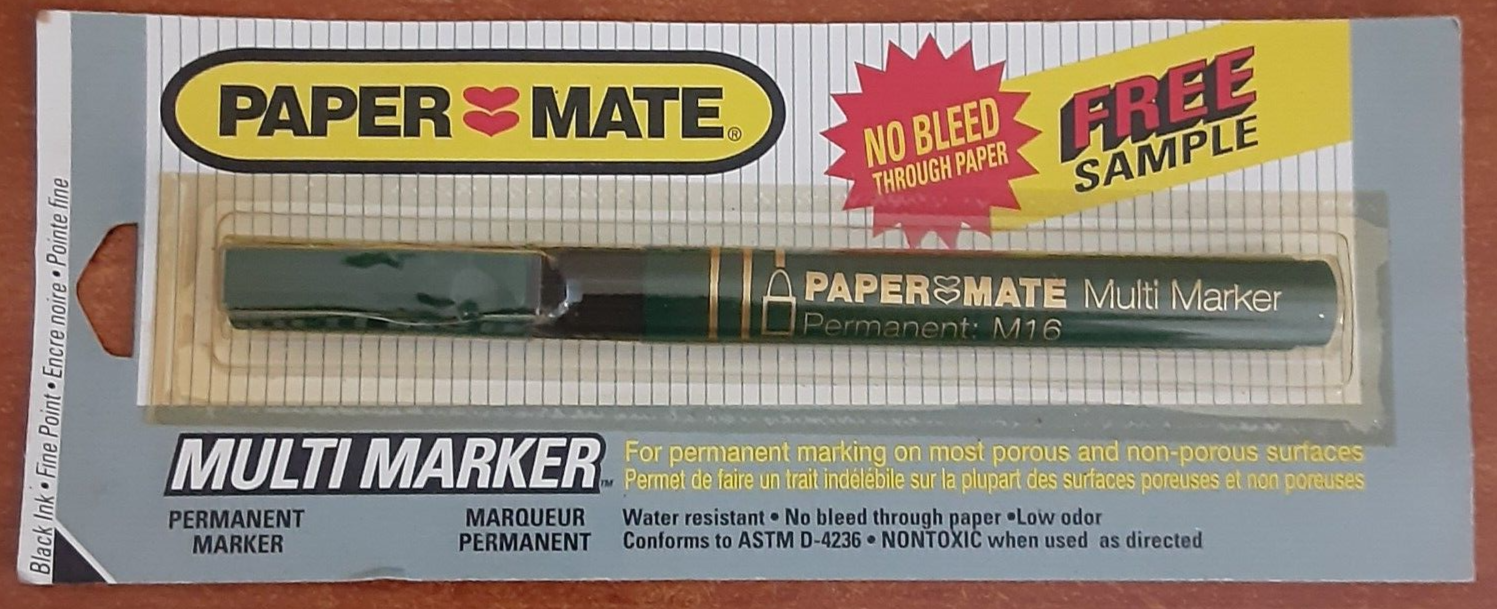 PAPER MATE®
NO BLEED
THROUGH PAPER
FREE
SAMPLE
Black Ink • Fine Point • Encre noire • Pointe fine
PAPER MATE Multi Marker
Permanent: M16
MULTI MARKER™
For permanent marking on most porous and non-porous surfaces
Permet de faire un trait indélébile sur la plupart des surfaces poreuses et non poreuses
PERMANENT
MARKER
MARQUEUR
PERMANENT
Water resistant • No bleed through paper •Low odor
Conforms to ASTM D-4236 • NONTOXIC when used as directed